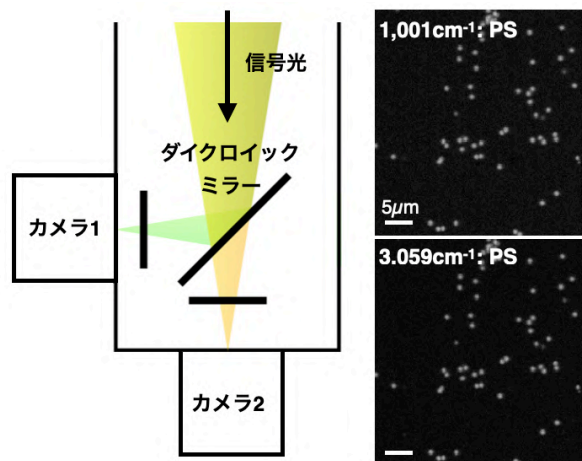 信号光
ダイクロイック
ミラー
カメラ1
カメラ2
1,001cm-1: PS
5μm
3.059cm-1: PS